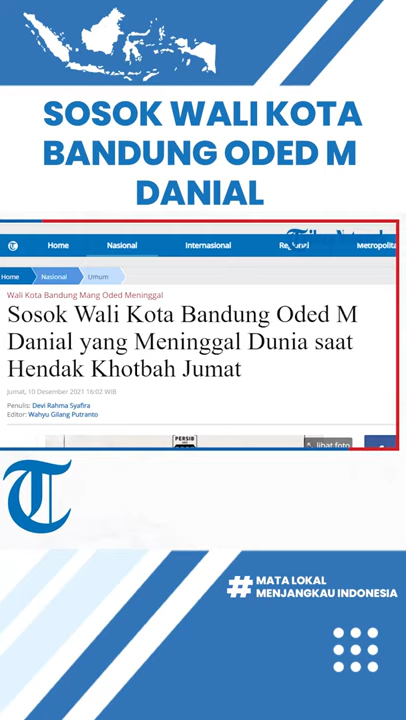 SOSOK WALI KOTA
BANDUNG ODED M
DANIAL
Home Nasional Internasional Metropolita
Home Nasional Umum
Wali Kota Bandung Mang Oded Meninggal
Sosok Wali Kota Bandung Oded M
Danial yang Meninggal Dunia saat
Hendak Khotbah Jumat
Jumat, 10 Desember 2021 16:02 WIB
Penulis: Devi Rahma Syafira
Editor: Wahyu Gilang Putranto
PERSIB
lihat foto
# MATA LOKAL
MENJANGKAU INDONESIA